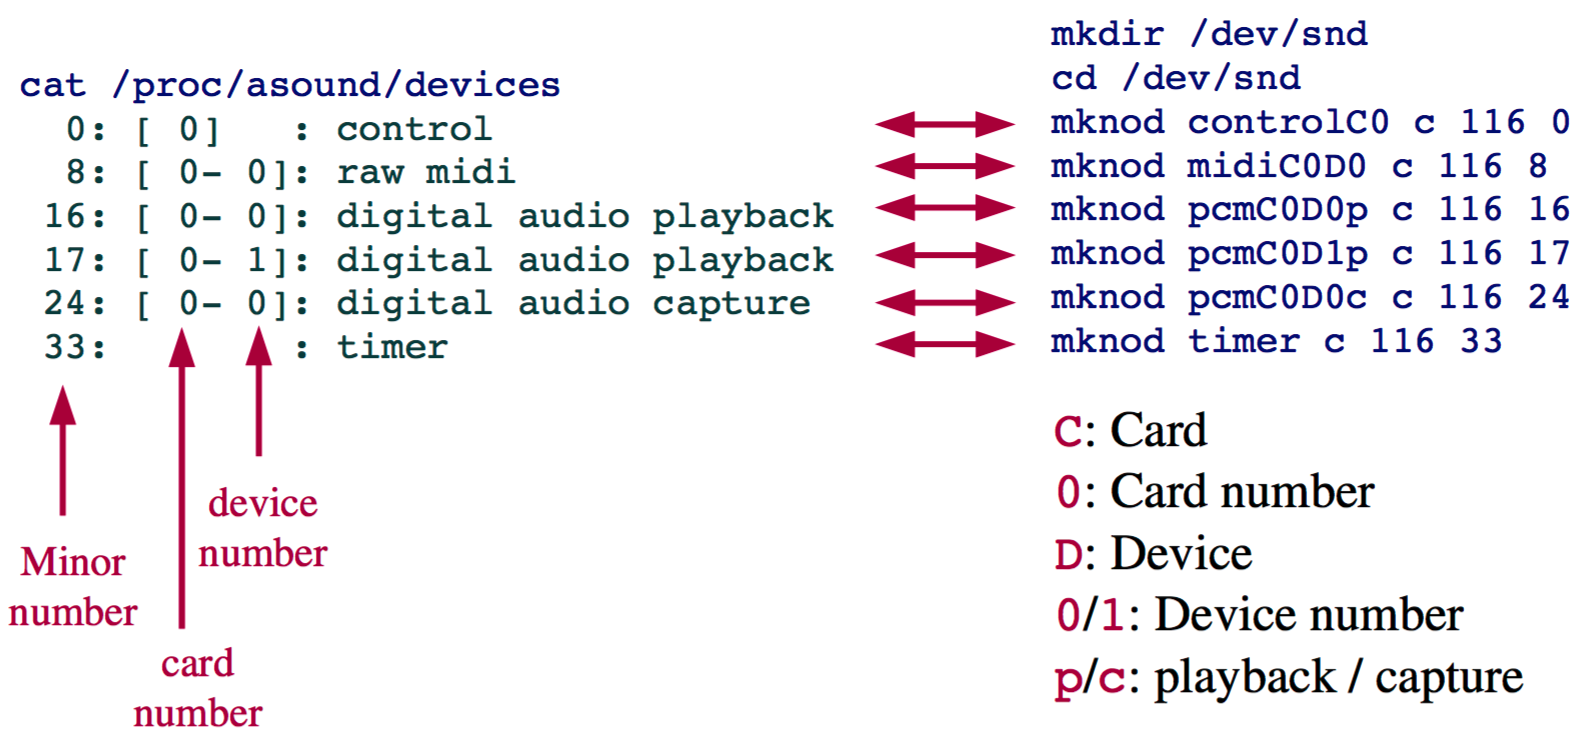 cat /proc/asound/devices
0: [ 0]   : control
8: [ 0- 0]: raw midi
16: [ 0- 0]: digital audio playback
17: [ 0- 1]: digital audio playback
24: [ 0- 0]: digital audio capture
33:        : timer
Minor
number
card
number
device
number
mkdir /dev/snd
cd /dev/snd
mknod controlC0 c 116 0
mknod midiC0D0 c 116 8
mknod pcmC0D0p c 116 16
mknod pcmC0D1p c 116 17
mknod pcmC0D0c c 116 24
mknod timer c 116 33
C: Card
0: Card number
D: Device
0/1: Device number
p/c: playback / capture